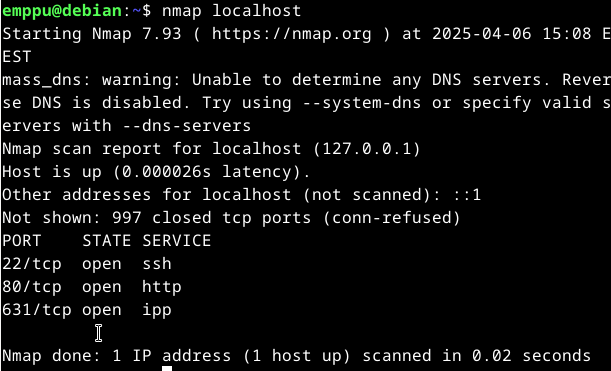 emppu@debian:~$ nmap localhost
Starting Nmap 7.93 ( https://nmap.org ) at 2025-04-06 15:08 E
EST
mass_dns: warning: Unable to determine any DNS servers. Rever
se DNS is disabled. Try using --system-dns or specify valid s
ervers with --dns-servers
Nmap scan report for localhost (127.0.0.1)
Host is up (0.000026s latency).
Other addresses for localhost (not scanned): ::1
Not shown: 997 closed tcp ports (conn-refused)
PORT    STATE SERVICE
22/tcp  open  ssh
80/tcp  open  http
631/tcp open  ipp
Nmap done: 1 IP address (1 host up) scanned in 0.02 seconds